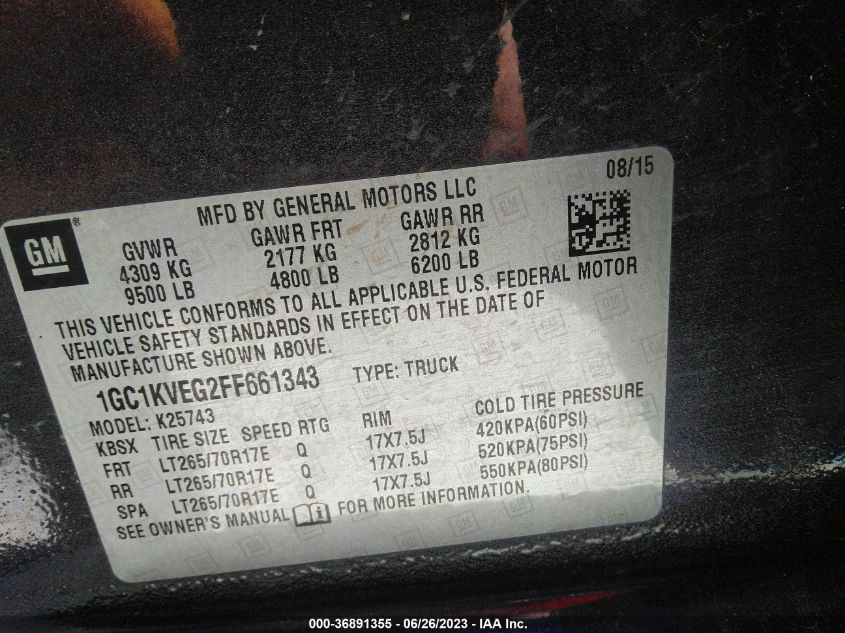 08/15
MFD BY GENERAL MOTORS LLC
GM®
GVWR GAWR FRT GAWR RR
4309 KG 2177 KG 2812 KG
9500 LB 4800 LB 6200 LB
THIS VEHICLE CONFORMS TO ALL APPLICABLE U.S. FEDERAL MOTOR
VEHICLE SAFETY STANDARDS IN EFFECT ON THE DATE OF
MANUFACTURE SHOWN ABOVE.
1GC1KVEG2FF661343 TYPE: TRUCK
MODEL: K25743
KBSX TIRE SIZE SPEED RTG RIM COLD TIRE PRESSURE
FRT LT265/70R17E Q 17X7.5J 420KPA(60PSI)
RR LT265/70R17E Q 17X7.5J 520KPA(75PSI)
SPA LT265/70R17E Q 17X7.5J 550KPA(80PSI)
SEE OWNER'S MANUAL FOR MORE INFORMATION.
000-36891355 - 06/26/2023 - IAA Inc.